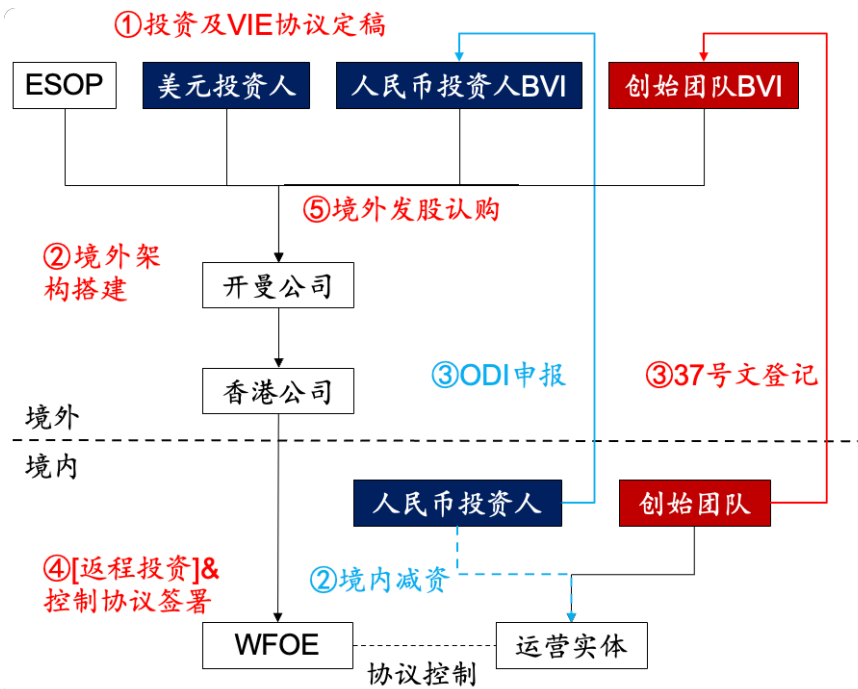 ①投资及VIE协议定稿
ESOP
美元投资人
人民币投资人BVI
创始团队BVI
⑤境外发股认购
②境外架
构搭建
开曼公司
③ODI申报
③37号文登记
香港公司
境外
境内
人民币投资人
创始团队
④[返程投资]&
控制协议签署
②境内减资
WFOE
运营实体
协议控制